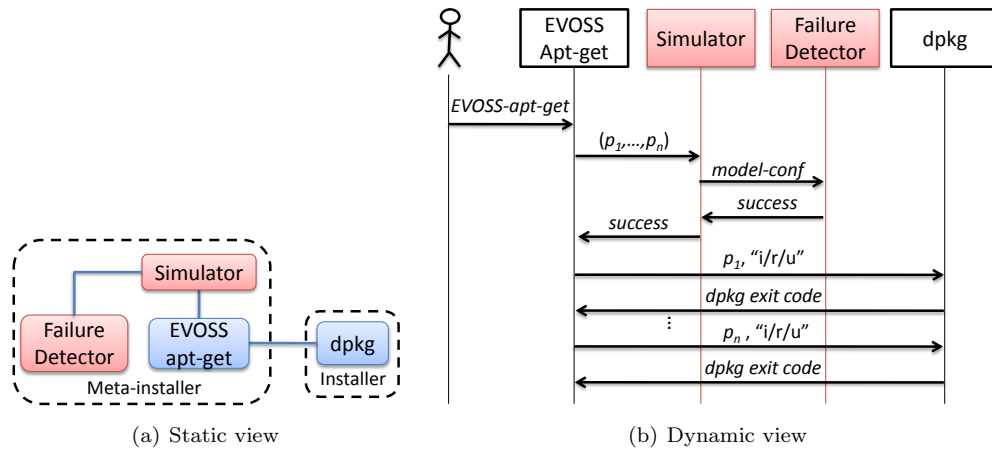 EVOSS
Apt-get
Simulator
Failure
Detector
dpkg
EVOSS-apt-get
(p1,...,pn)
model-conf
success
success
p1, “i/r/u”
dpkg exit code
⋮
pn , “i/r/u”
dpkg exit code
Simulator
Failure
Detector
EVOSS
apt-get
dpkg
Meta-installer
Installer
(a) Static view
(b) Dynamic view